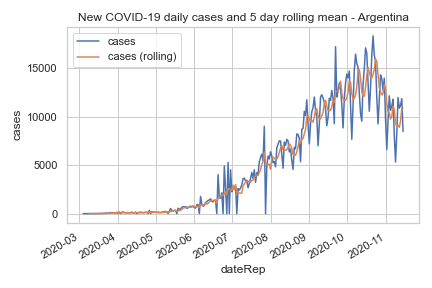 New COVID-19 daily cases and 5 day rolling mean - Argentina
cases
cases (rolling)
15000
10000
5000
0
cases
2020-03
2020-04
2020-05
2020-06
2020-07
2020-08
2020-09
2020-10
2020-11
dateRep